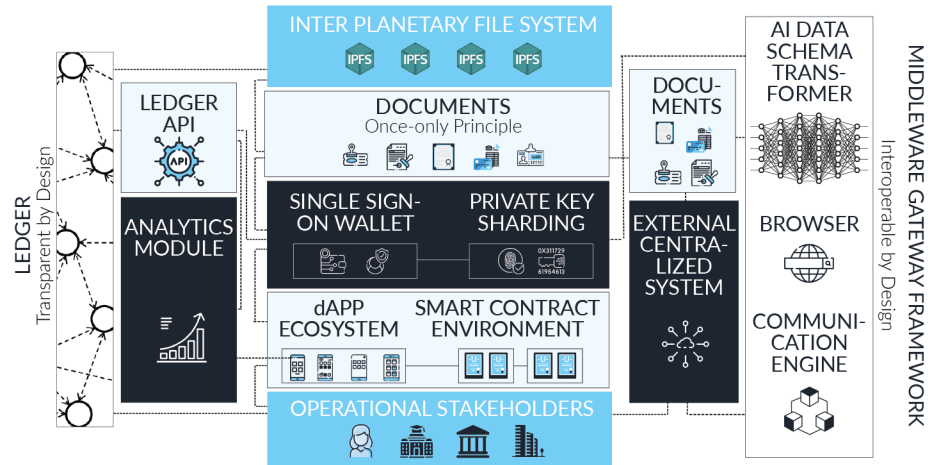 LEDGER
Transparent by Design
LEDGER
API
API
ANALYTICS
MODULE
INTER PLANETARY FILE SYSTEM
IPFS
IPFS
IPFS
IPFS
DOCUMENTS
Once-only Principle
SINGLE SIGN-
ON WALLET
PRIVATE KEY
SHARDING
0X311729
61954613
dAPP
ECOSYSTEM
SMART CONTRACT
ENVIRONMENT
OPERATIONAL STAKEHOLDERS
DOCU-
MENTS
EXTERNAL
CENTRA-
LIZED
SYSTEM
AI DATA
SCHEMA
TRANS-
FORMER
BROWSER
COMMUNI-
CATION
ENGINE
Interoperable by Design
MIDDLEWARE GATEWAY FRAMEWORK